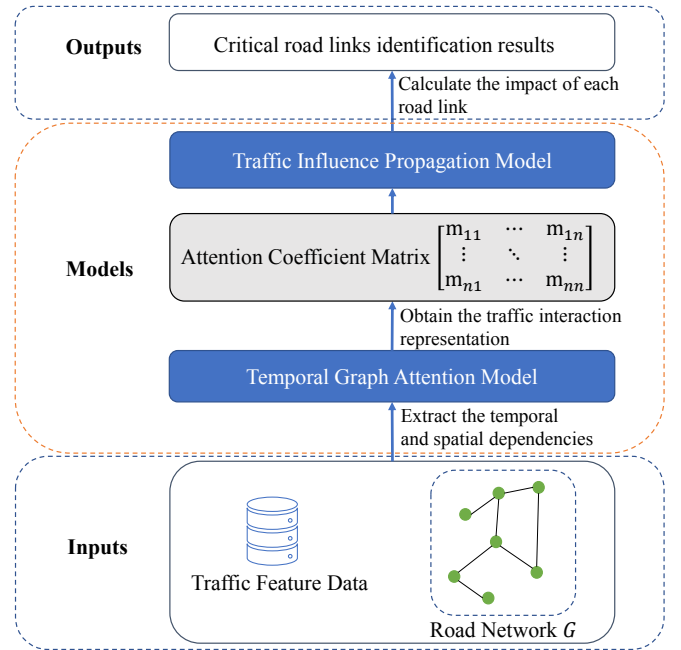 Outputs
Critical road links identification results
Calculate the impact of each
road link
Traffic Influence Propagation Model
Models
Attention Coefficient Matrix
m₁₁ ⋯ m₁ₙ
⋮ ⋱ ⋮
mₙ₁ ⋯ mₙₙ
Obtain the traffic interaction
representation
Temporal Graph Attention Model
Extract the temporal
and spatial dependencies
Inputs
Traffic Feature Data
Road Network G